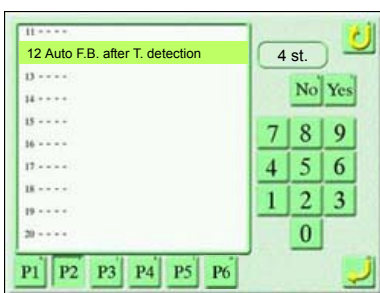 11 - - - -
12 Auto F.B. after T. detection
4 st.
13 - - - -
No Yes
14 - - - -
15 - - - -
7 8 9
16 - - - -
17 - - - -
4 5 6
18 - - - -
1 2 3
19 - - - -
20 - - - -
0
P1 P2 P3 P4 P5 P6